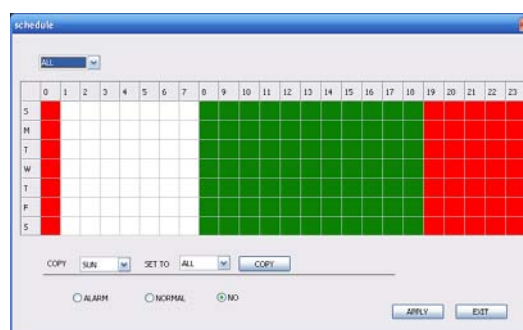 schedule
ALL
0 1 2 3 4 5 6 7 8 9 10 11 12 13 14 15 16 17 18 19 20 21 22 23
S
M
T
W
T
F
S
COPY SUN SET TO ALL COPY
ALARM NORMAL NO
APPLY EXIT